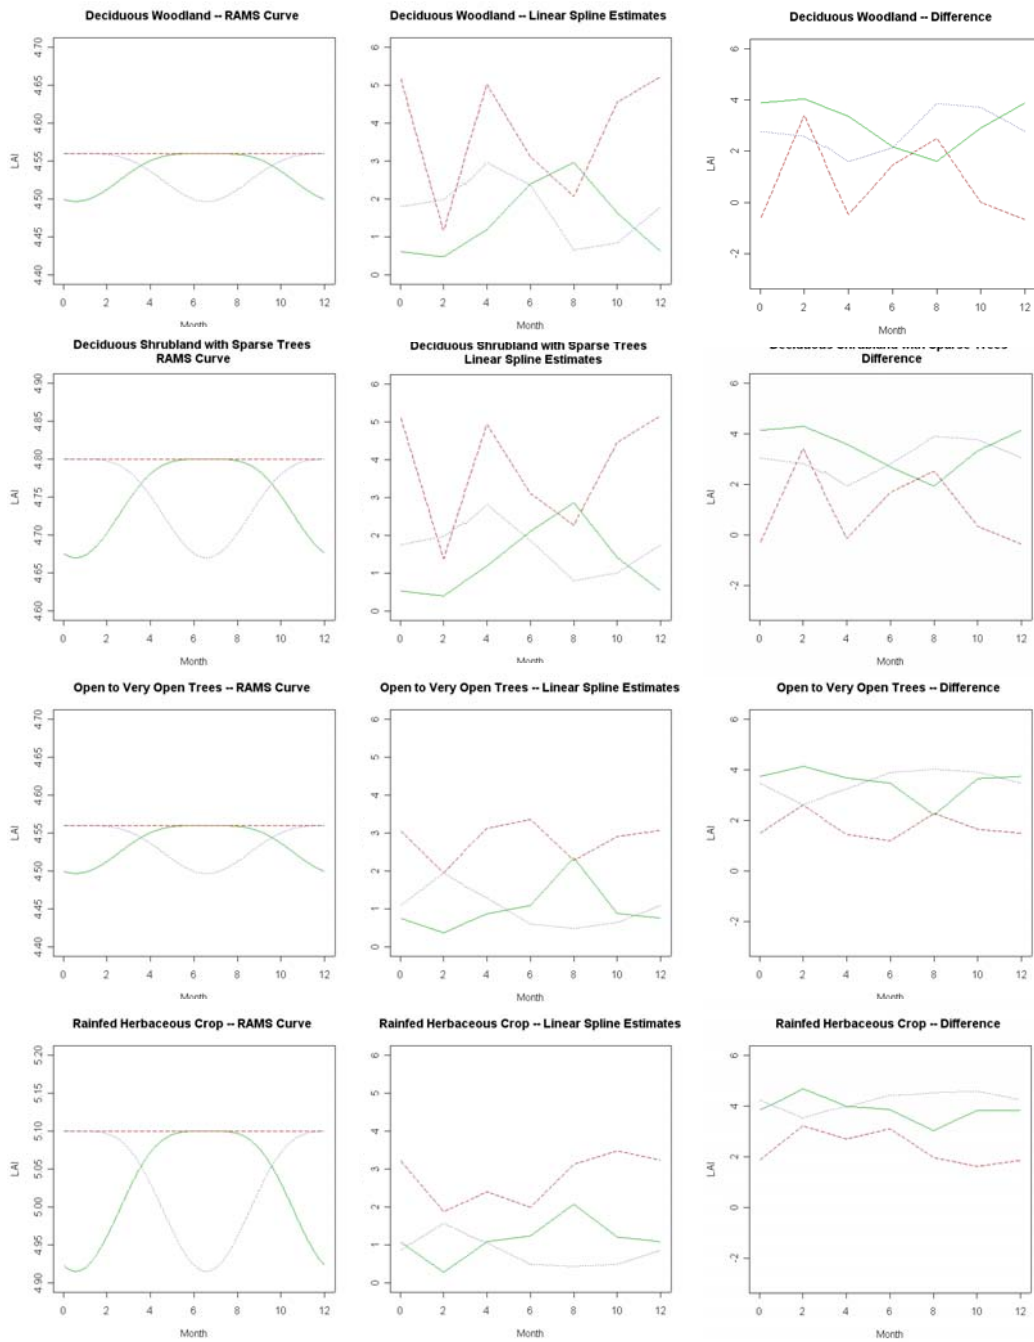 Deciduous Woodland -- RAMS Curve
LAI
4.70
4.65
4.60
4.55
4.50
4.45
4.40
0 2 4 6 8 10 12
Month
Deciduous Woodland -- Linear Spline Estimates
6
5
4
3
2
1
0
0 2 4 6 8 10 12
Month
Deciduous Woodland -- Difference
LAI
6
4
2
0
-2
0 2 4 6 8 10 12
Month
Deciduous Shrubland with Sparse Trees
RAMS Curve
LAI
4.90
4.85
4.80
4.75
4.70
4.65
4.60
0 2 4 6 8 10 12
Month
Deciduous Shrubland with Sparse Trees
Linear Spline Estimates
6
5
4
3
2
1
0
0 2 4 6 8 10 12
Month
Deciduous Shrubland with Sparse Trees
Difference
LAI
6
4
2
0
-2
0 2 4 6 8 10 12
Month
Open to Very Open Trees -- RAMS Curve
LAI
4.70
4.65
4.60
4.55
4.50
4.45
4.40
0 2 4 6 8 10 12
Month
Open to Very Open Trees -- Linear Spline Estimates
6
5
4
3
2
1
0
0 2 4 6 8 10 12
Month
Open to Very Open Trees -- Difference
LAI
6
4
2
0
-2
0 2 4 6 8 10 12
Month
Rainfed Herbaceous Crop -- RAMS Curve
LAI
5.20
5.15
5.10
5.05
5.00
4.95
4.90
0 2 4 6 8 10 12
Month
Rainfed Herbaceous Crop -- Linear Spline Estimates
6
5
4
3
2
1
0
0 2 4 6 8 10 12
Month
Rainfed Herbaceous Crop -- Difference
LAI
6
4
2
0
-2
0 2 4 6 8 10 12
Month